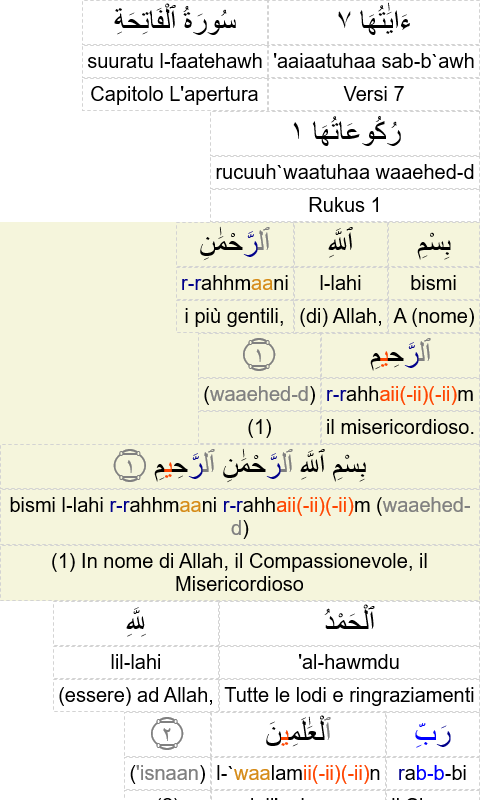 سُورَةُ ٱلْفَاتِحَةِ ءَايَٰتُهَا ٧
suuratu l-faatehawh 'aaiaatuhaa sab-b`awh
Capitolo L'apertura Versi 7
رُكُوعَاتُهَا ١
rucuuh`waatuhaa waaehed-d
Rukus 1
بِسْمِ ٱللَّهِ ٱلرَّحْمَٰنِ
r-rahhmaani l-lahi bismi
i più gentili, (di) Allah, A (nome)
ٱلرَّحِيمِ ١
(waaehed-d) r-rahhaii(-ii)(-ii)m
(1) il misericordioso.
بِسْمِ ٱللَّهِ ٱلرَّحْمَٰنِ ٱلرَّحِيمِ ١
bismi l-lahi r-rahhmaani r-rahhaii(-ii)(-ii)m (waaehed-
d)
(1) In nome di Allah, il Compassionevole, il
Misericordioso
ٱلْحَمْدُ لِلَّهِ
lil-lahi 'al-hawmdu
(essere) ad Allah, Tutte le lodi e ringraziamenti
رَبِّ ٱلْعَٰلَمِينَ ٢
('isnaan) l-`waalamii(-ii)(-ii)n rab-b-bi